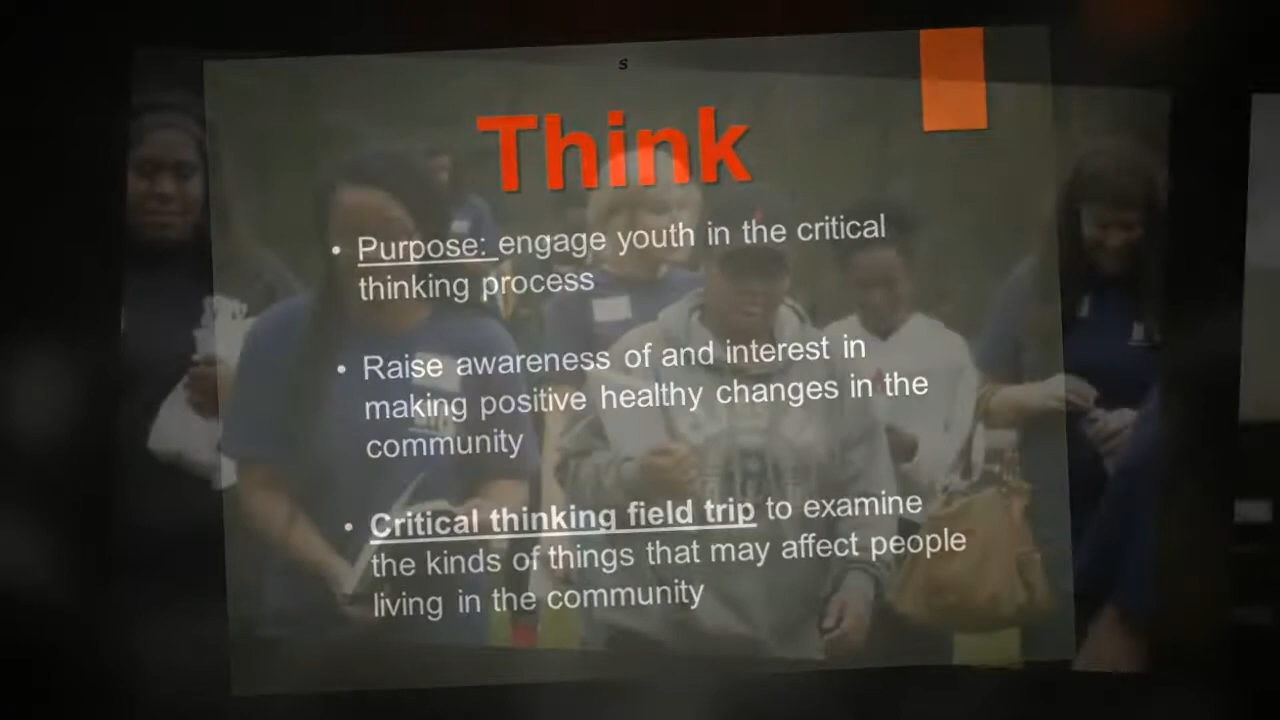 s
Think
• Purpose: engage youth in the critical
thinking process
• Raise awareness of and interest in
making positive healthy changes in the
community
• Critical thinking field trip to examine
the kinds of things that may affect people
living in the community